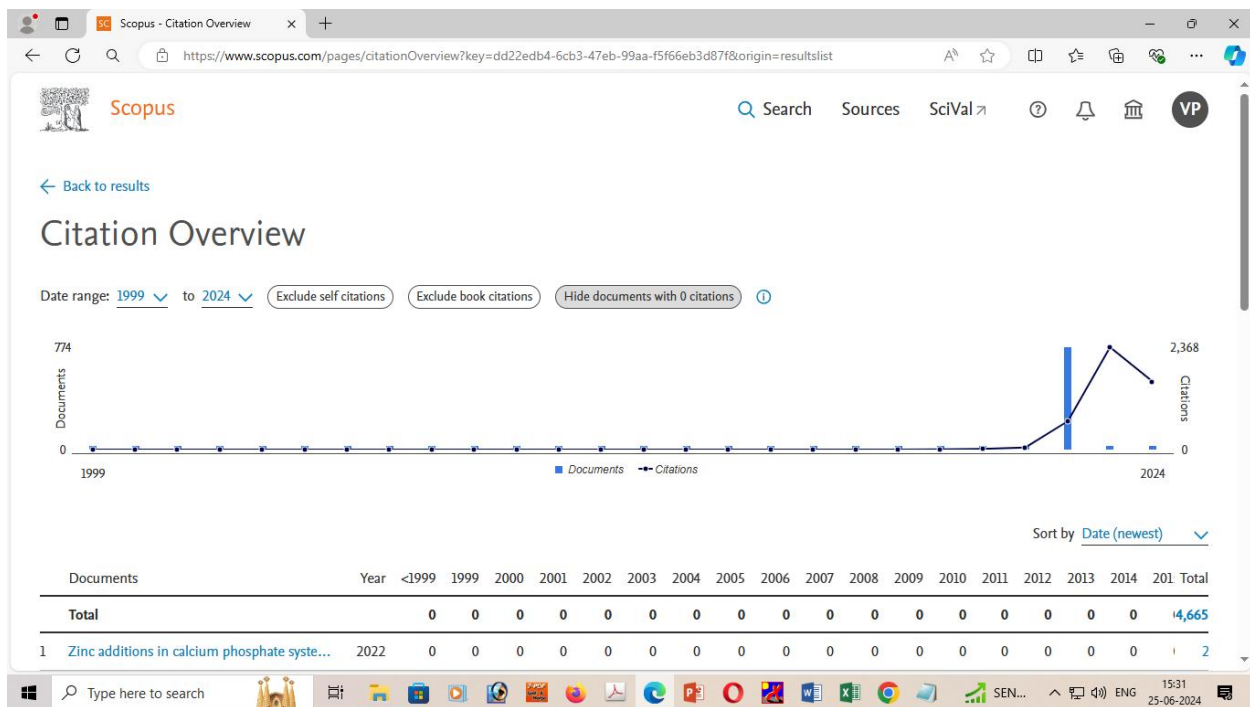 SC Scopus - Citation Overview
https://www.scopus.com/pages/citationOverview?key=dd22edb4-6cb3-47eb-99aa-f5f66eb3d87f&origin=resultslist
Scopus
Search Sources SciVal VP
Back to results
Citation Overview
Date range: 1999 to 2024 Exclude self citations Exclude book citations Hide documents with 0 citations
774 2,368
Documents
Citations
0 0
1999 Documents Citations 2024
Sort by Date (newest)
Documents Year <1999 1999 2000 2001 2002 2003 2004 2005 2006 2007 2008 2009 2010 2011 2012 2013 2014 201 Total
Total 0 0 0 0 0 0 0 0 0 0 0 0 0 0 0 0 0 4,665
1 Zinc additions in calcium phosphate syste... 2022 0 0 0 0 0 0 0 0 0 0 0 0 0 0 0 0 0 2
Type here to search SEN... ENG 15:31
25-06-2024